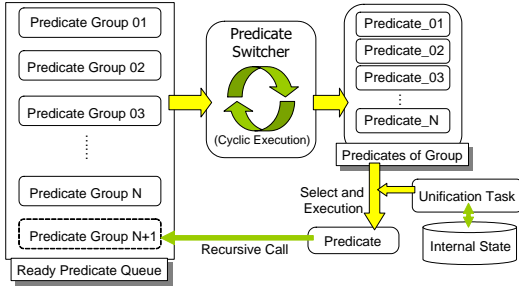 Predicate Group 01
Predicate Group 02
Predicate Group 03
Predicate Group N
Predicate Group N+1
Ready Predicate Queue
Predicate
Switcher
(Cyclic Execution)
Predicate_01
Predicate_02
Predicate_03
Predicate_N
Predicates of Group
Select and
Execution
Unification Task
Internal State
Predicate
Recursive Call